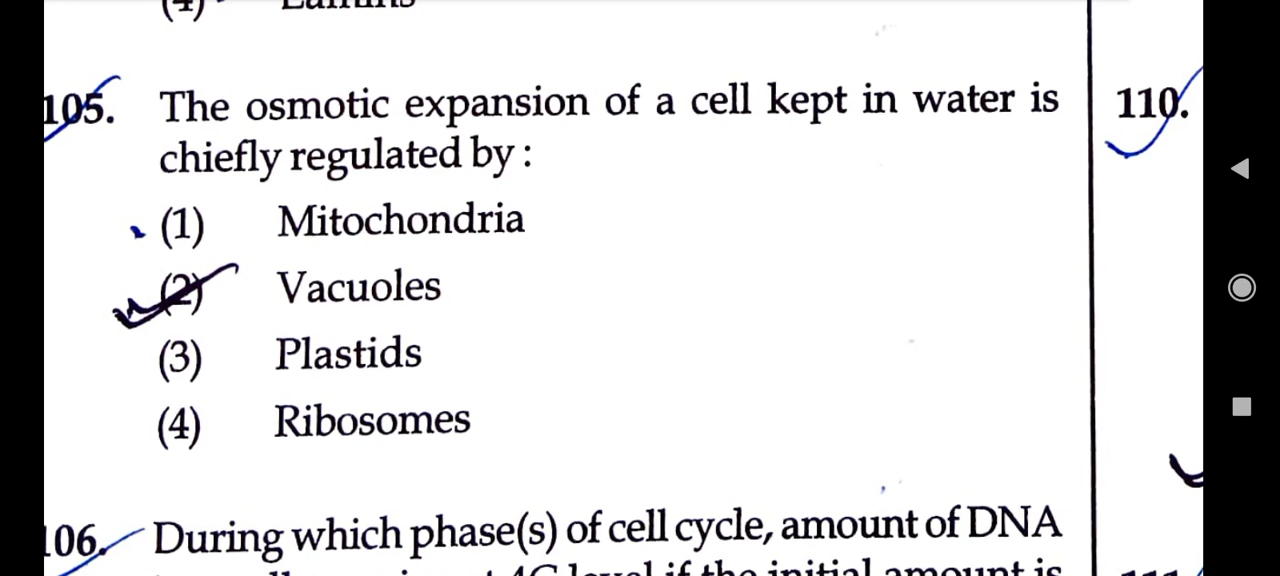 105. The osmotic expansion of a cell kept in water is
chiefly regulated by :
(1) Mitochondria
(2) Vacuoles
(3) Plastids
(4) Ribosomes
106. During which phase(s) of cell cycle, amount of DNA
110.